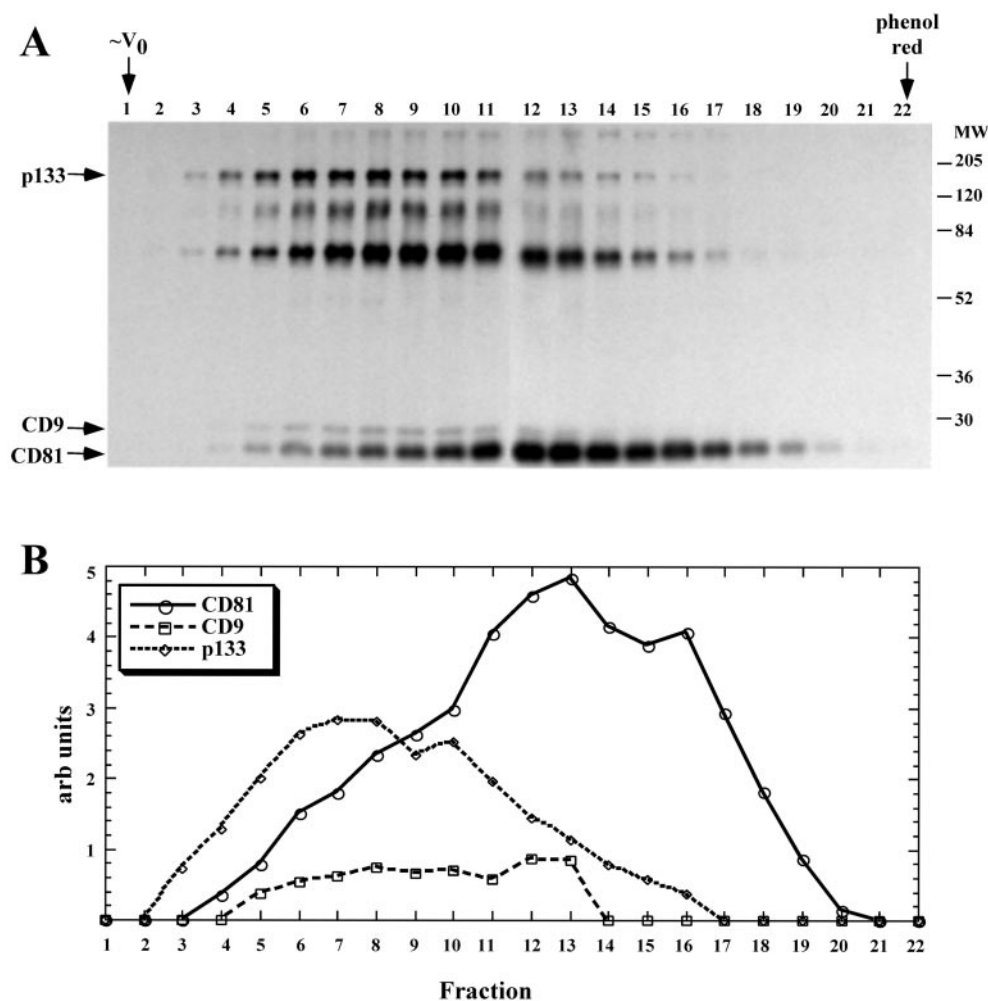 A
~V0
phenol
red
1 2 3 4 5 6 7 8 9 10 11 12 13 14 15 16 17 18 19 20 21 22
MW
p133
205
120
84
52
36
30
CD9
CD81
B
CD81
CD9
p133
5
4
3
2
1
arb units
1 2 3 4 5 6 7 8 9 10 11 12 13 14 15 16 17 18 19 20 21 22
Fraction